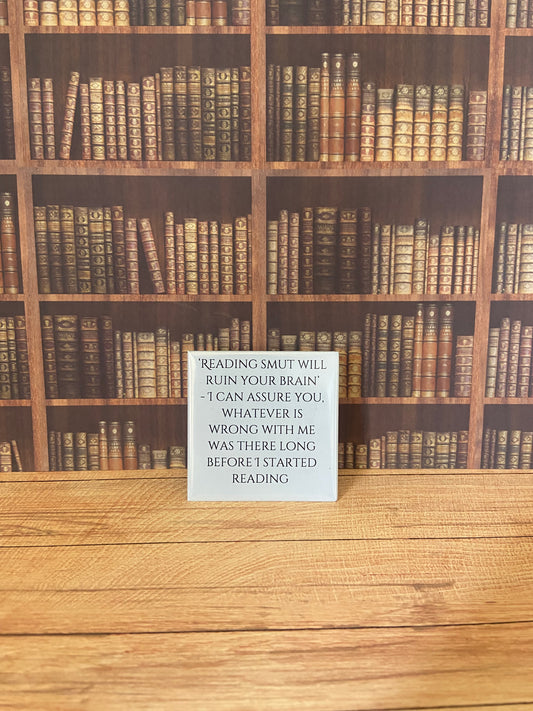 ‘Reading smut will
ruin your brain’
- I can assure you,
whatever is
wrong with me
was there long
before I started
reading